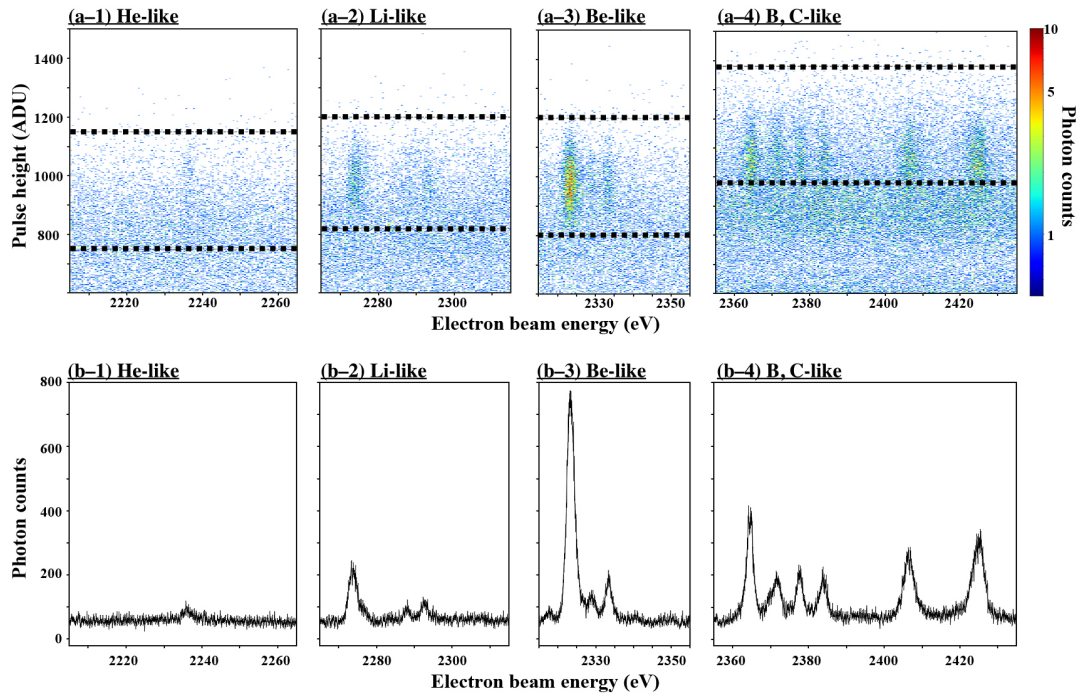 (a–1) He-like
(a–2) Li-like
(a–3) Be-like
(a–4) B, C-like
Pulse height (ADU)
1400
1200
1000
800
2220
2240
2260
2280
2300
2330
2350
2360
2380
2400
2420
10
5
1
Photon counts
Electron beam energy (eV)
(b–1) He-like
(b–2) Li-like
(b–3) Be-like
(b–4) B, C-like
Photon counts
800
600
400
200
0
2220
2240
2260
2280
2300
2330
2350
2360
2380
2400
2420
Electron beam energy (eV)